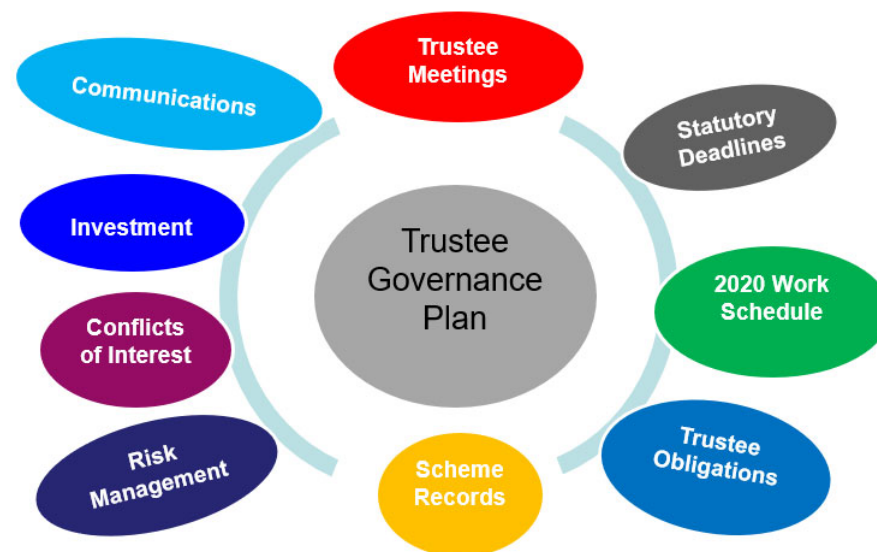 Trustee
Meetings
Communications
Statutory
Deadlines
Investment
Trustee
Governance
Plan
2020 Work
Schedule
Conflicts
of Interest
Risk
Management
Scheme
Records
Trustee
Obligations